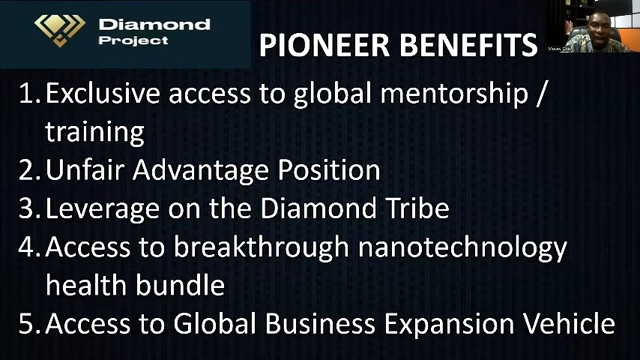 Diamond
Project
PIONEER BENEFITS
1. Exclusive access to global mentorship /
training
2. Unfair Advantage Position
3. Leverage on the Diamond Tribe
4. Access to breakthrough nanotechnology
health bundle
5. Access to Global Business Expansion Vehicle